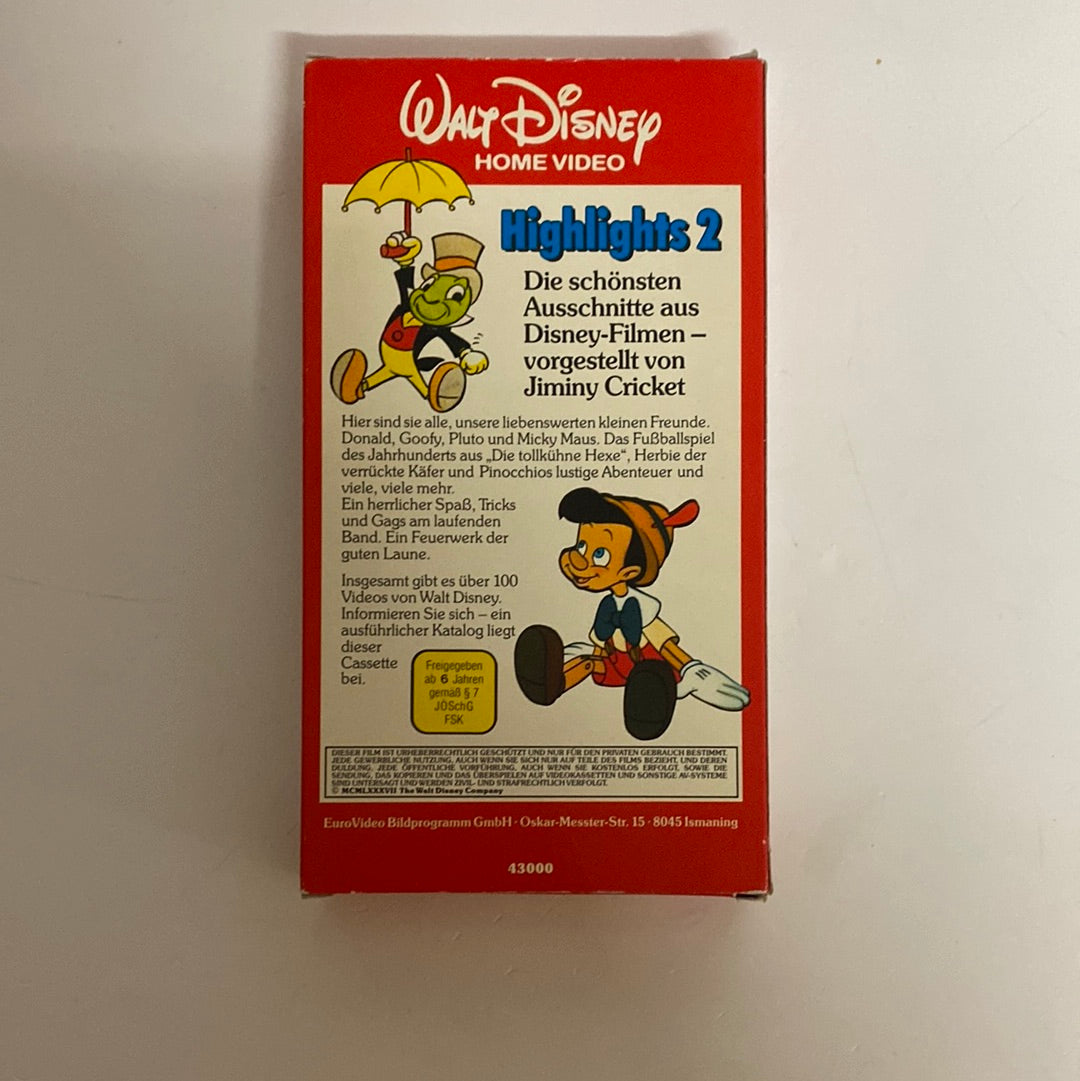 WALT DISNEY
HOME VIDEO
Highlights 2
Die schönsten
Ausschnitte aus
Disney-Filmen –
vorgestellt von
Jiminy Cricket
Hier sind sie alle, unsere liebenswerten kleinen Freunde.
Donald, Goofy, Pluto und Micky Maus. Das Fußballspiel
des Jahrhunderts aus „Die tollkühne Hexe“, Herbie der
verrückte Käfer und Pinocchios lustige Abenteuer und
viele, viele mehr.
Ein herrlicher Spaß, Tricks
und Gags am laufenden
Band. Ein Feuerwerk der
guten Laune.
Insgesamt gibt es über 100
Videos von Walt Disney.
Informieren Sie sich – ein
ausführlicher Katalog liegt
dieser
Cassette
bei.
Freigegeben
ab 6 Jahren
gemäß § 7
JÖSchG
FSK
DIESER FILM IST URHEBERRECHTLICH GESCHÜTZT UND NUR FÜR DEN PRIVATEN GEBRAUCH BESTIMMT.
JEDE GEWERBLICHE NUTZUNG, AUCH WENN SIE SICH NUR AUF TEILE DES FILMS BEZIEHT, UND DEREN
DULDUNG, JEDE ÖFFENTLICHE VORFÜHRUNG, AUCH WENN SIE KOSTENLOS ERFOLGT, SOWIE DIE
SENDUNG, DAS KOPIEREN UND DAS ÜBERSPIELEN AUF VIDEOKASSETTEN UND SONSTIGE AV-SYSTEME
SIND UNTERSAGT UND WERDEN ZIVIL- UND STRAFRECHTLICH VERFOLGT.
© MCMLXXXVII The Walt Disney Company
EuroVideo Bildprogramm GmbH · Oskar-Messter-Str. 15 · 8045 Ismaning
43000